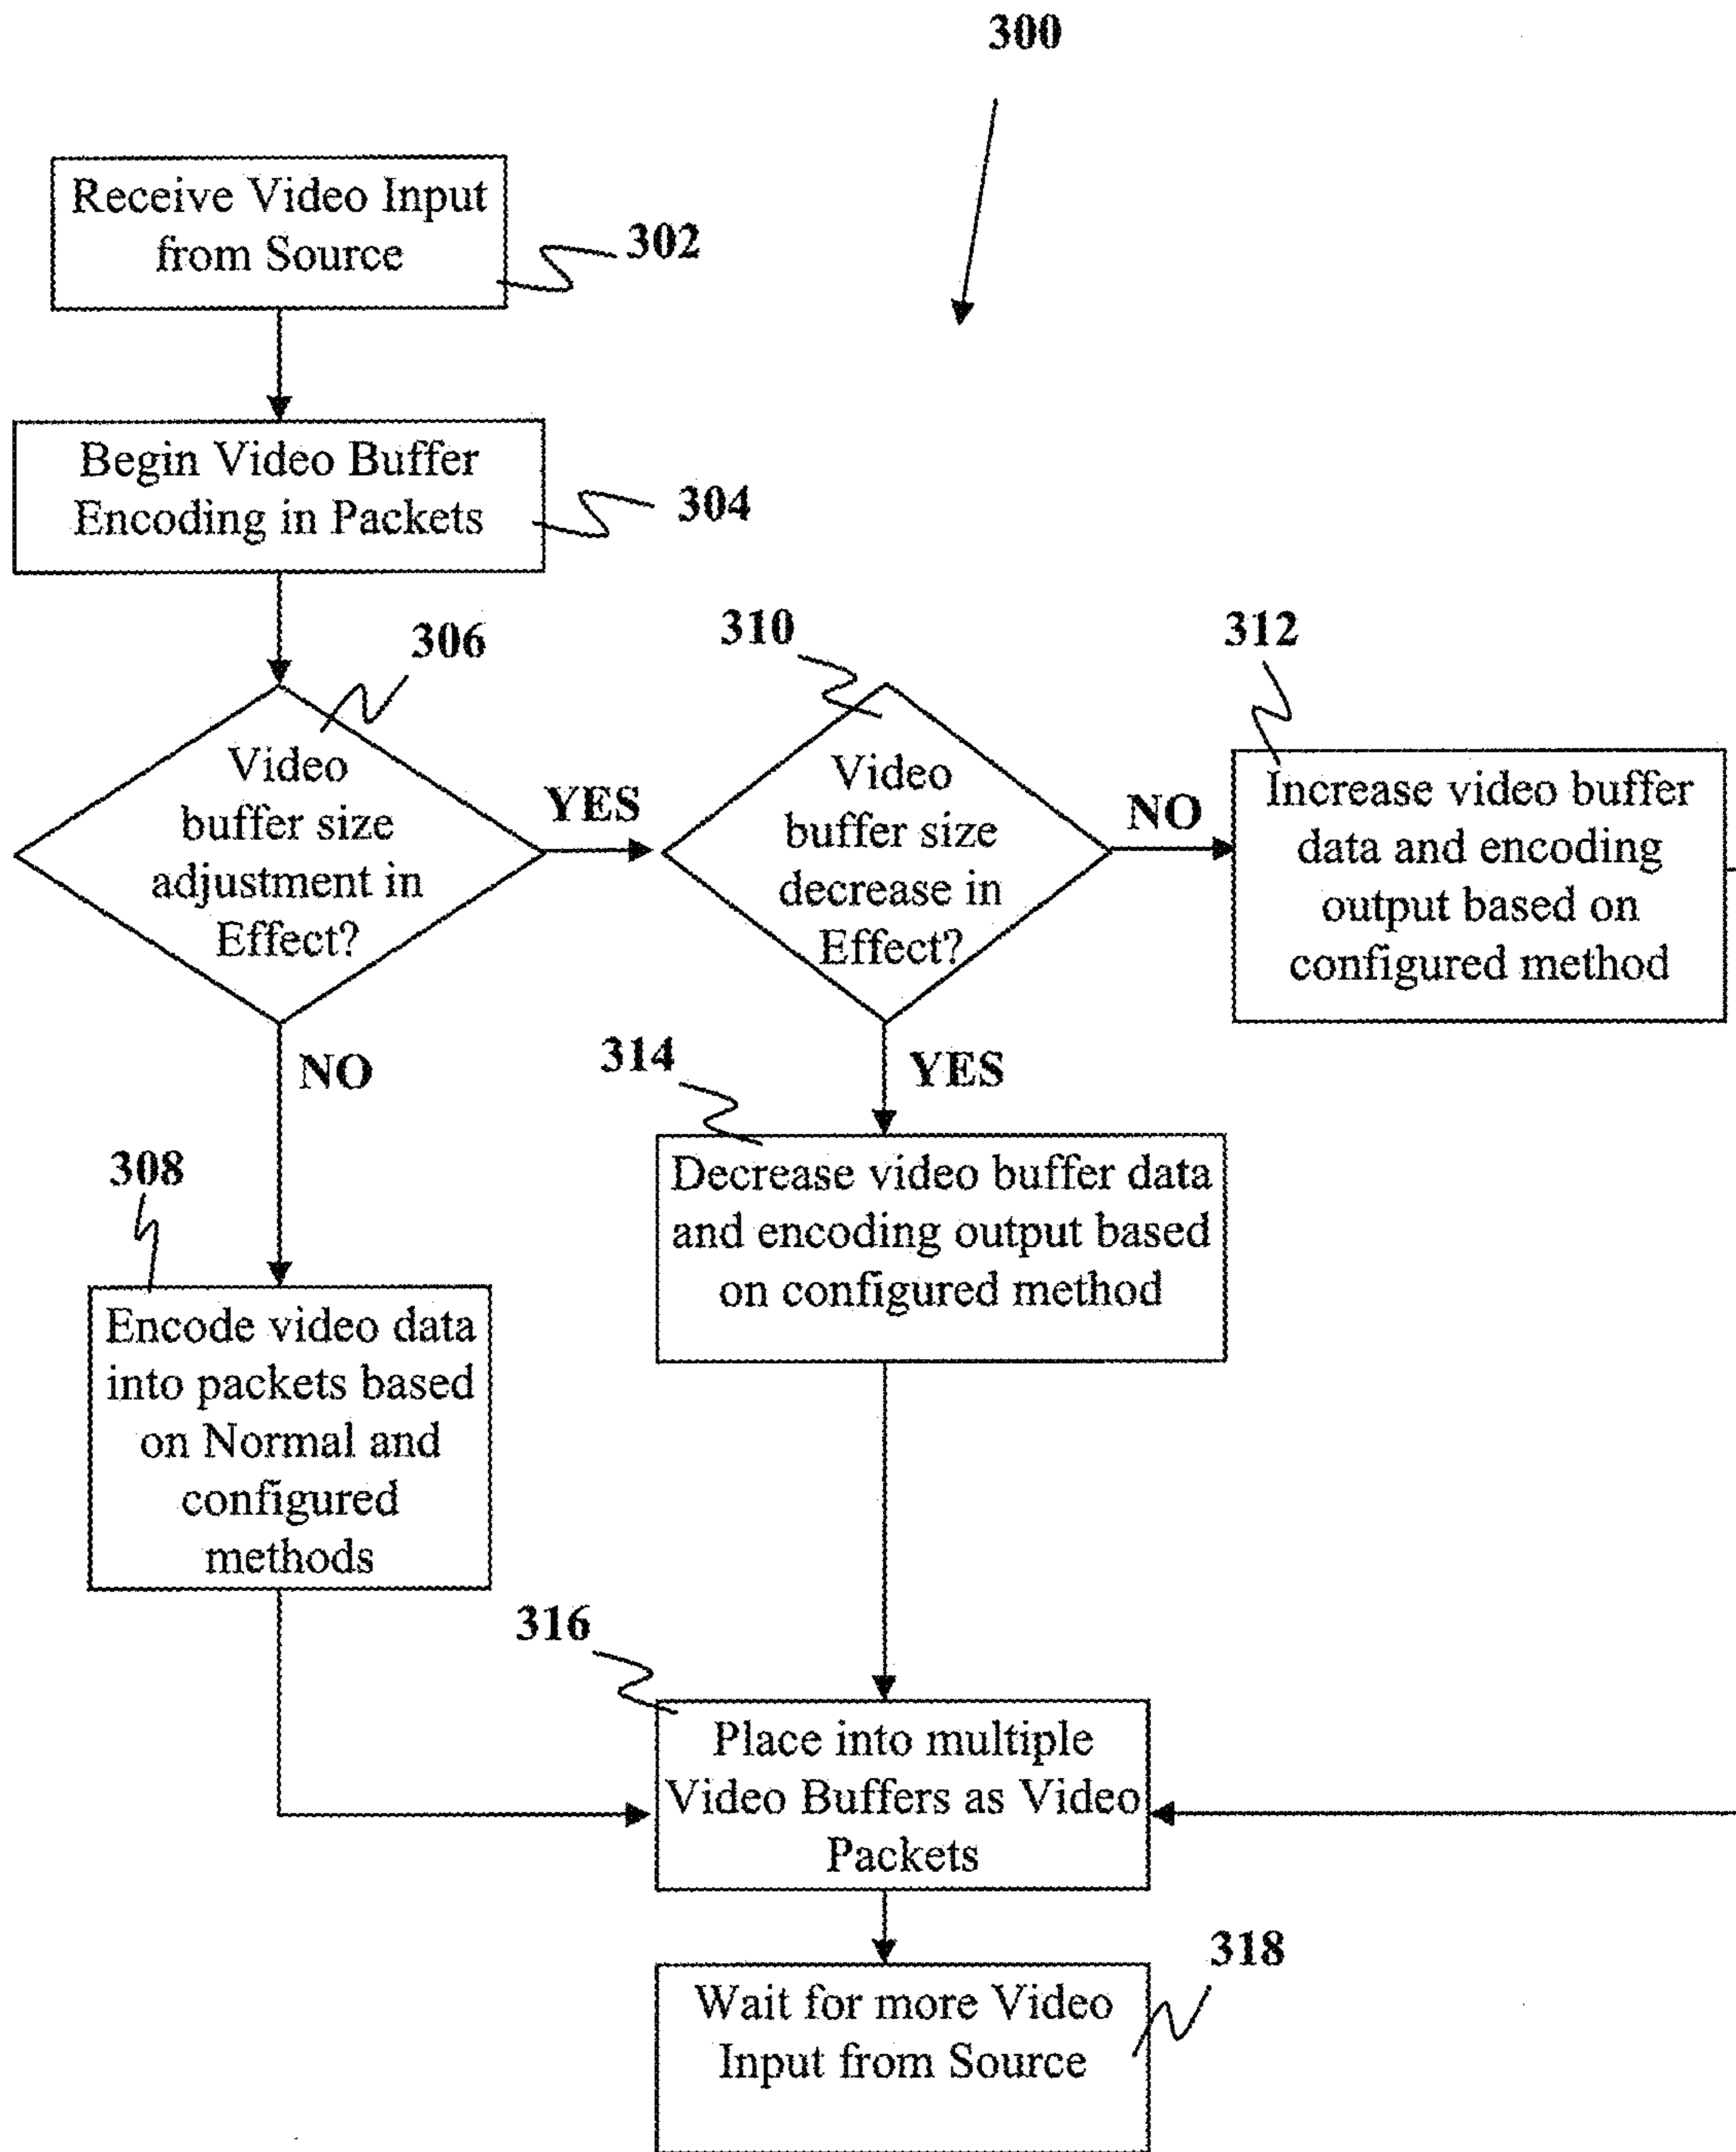 300
Receive Video Input
from Source
302
Begin Video Buffer
Encoding in Packets
304
306
Video
buffer size
adjustment in
Effect?
YES
310
Video
buffer size
decrease in
Effect?
NO
312
Increase video buffer
data and encoding
output based on
configured method
NO
314
YES
Decrease video buffer data
and encoding output based
on configured method
308
Encode video data
into packets based
on Normal and
configured
methods
316
Place into multiple
Video Buffers as Video
Packets
318
Wait for more Video
Input from Source